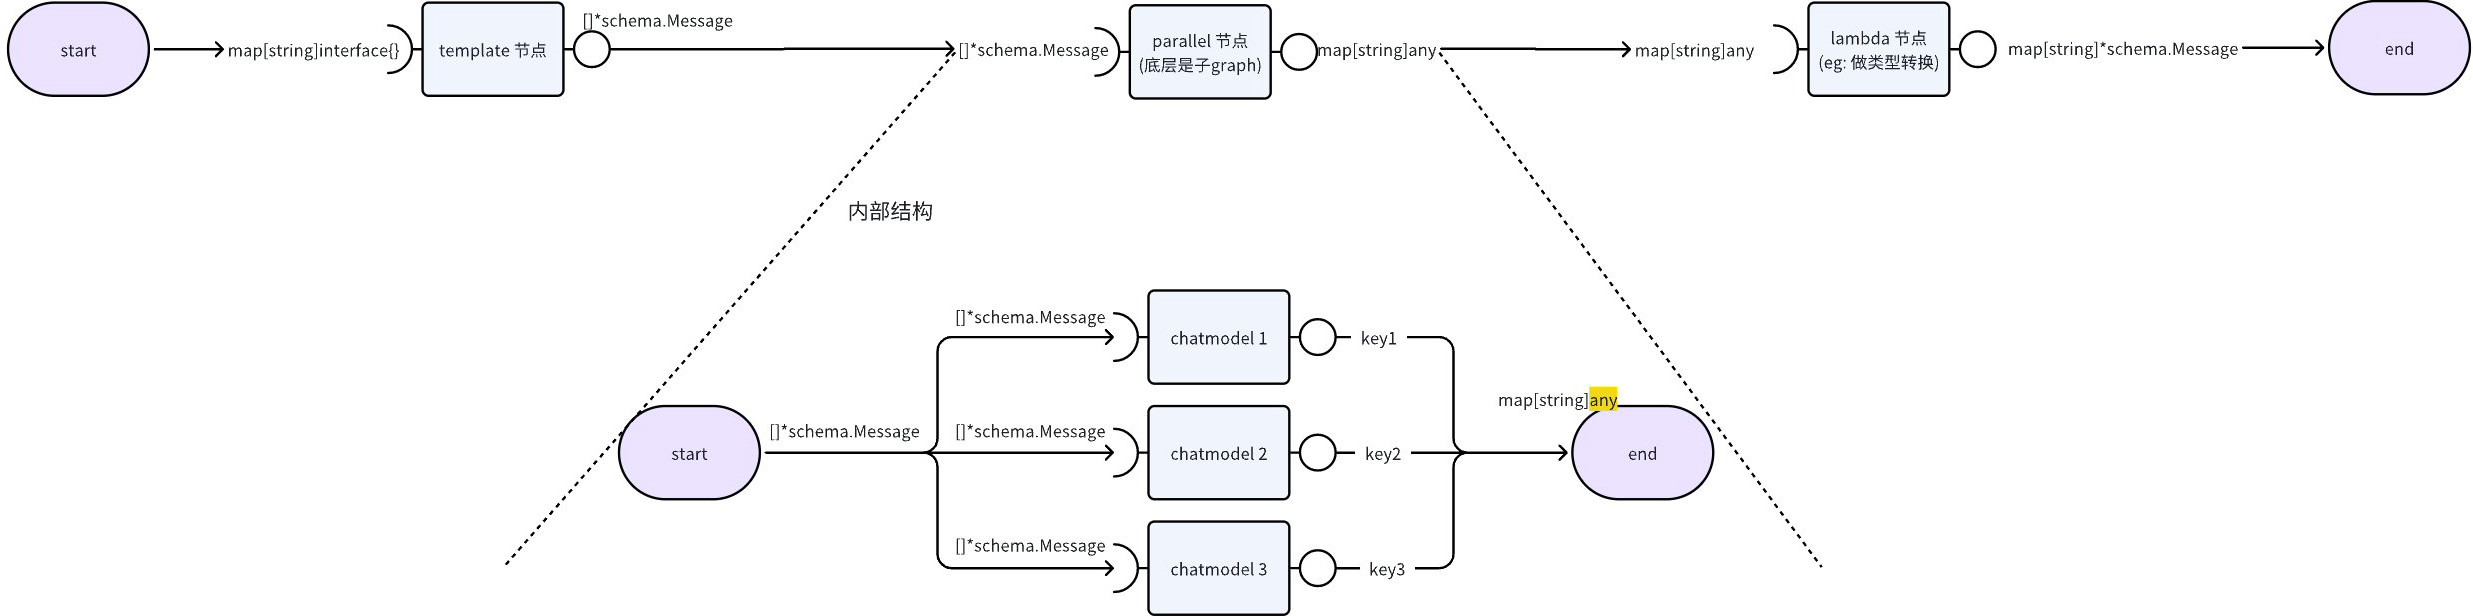 start
map[string]interface{}
template 节点
[]*schema.Message
[]*schema.Message
parallel 节点
(底层是子graph)
map[string]any
map[string]any
lambda 节点
(eg: 做类型转换)
map[string]*schema.Message
end
内部结构
start
[]*schema.Message
[]*schema.Message
chatmodel 1
key1
[]*schema.Message
chatmodel 2
key2
[]*schema.Message
chatmodel 3
key3
map[string]any
end